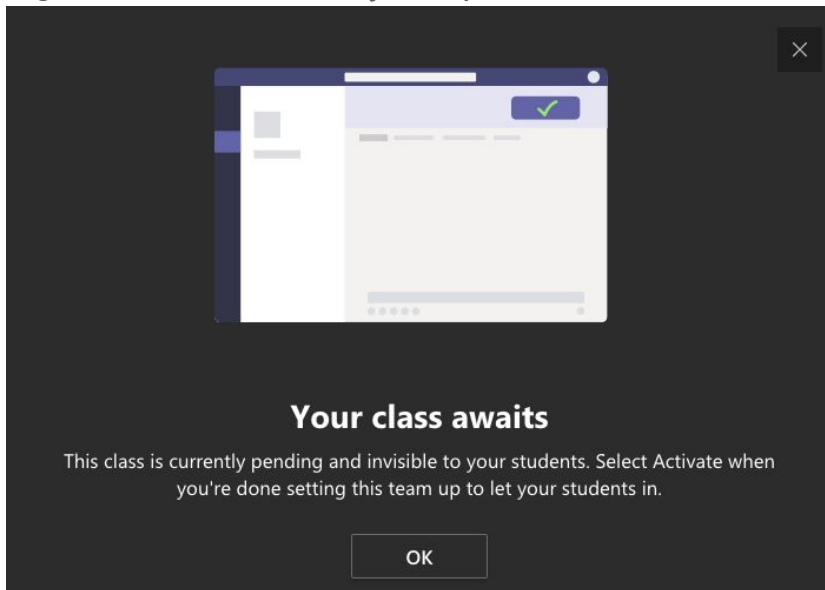 Your class awaits
This class is currently pending and invisible to your students. Select Activate when
you're done setting this team up to let your students in.
OK